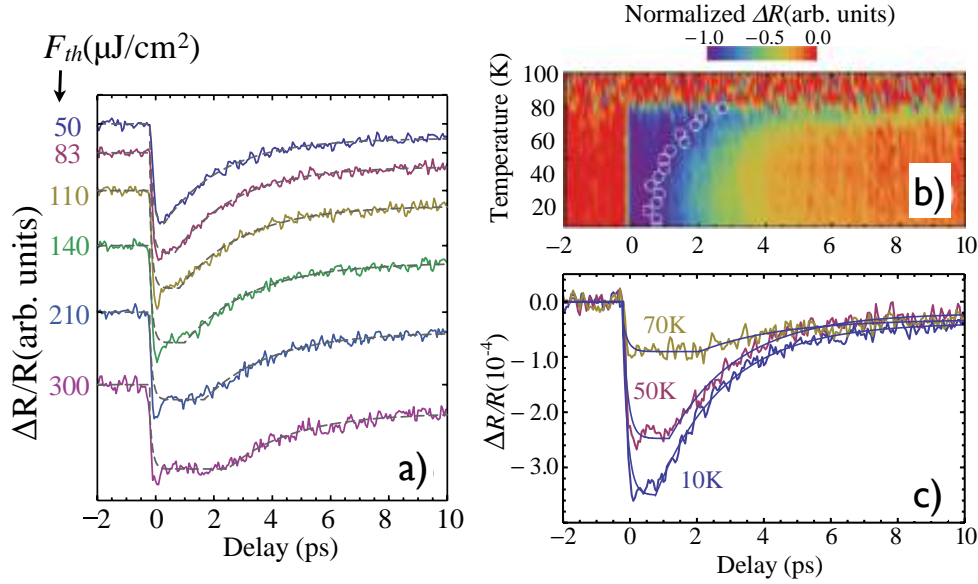 F_th(μJ/cm²)
50
83
110
140
210
300
ΔR/R(arb. units)
a)
−2 0 2 4 6 8 10
Delay (ps)
Normalized ΔR(arb. units)
−1.0 −0.5 0.0
Temperature (K)
100
80
60
40
20
b)
−2 0 2 4 6 8 10
ΔR/R(10⁻⁴)
0.0
−1.0
−2.0
−3.0
70K
50K
10K
c)
−2 0 2 4 6 8 10
Delay (ps)